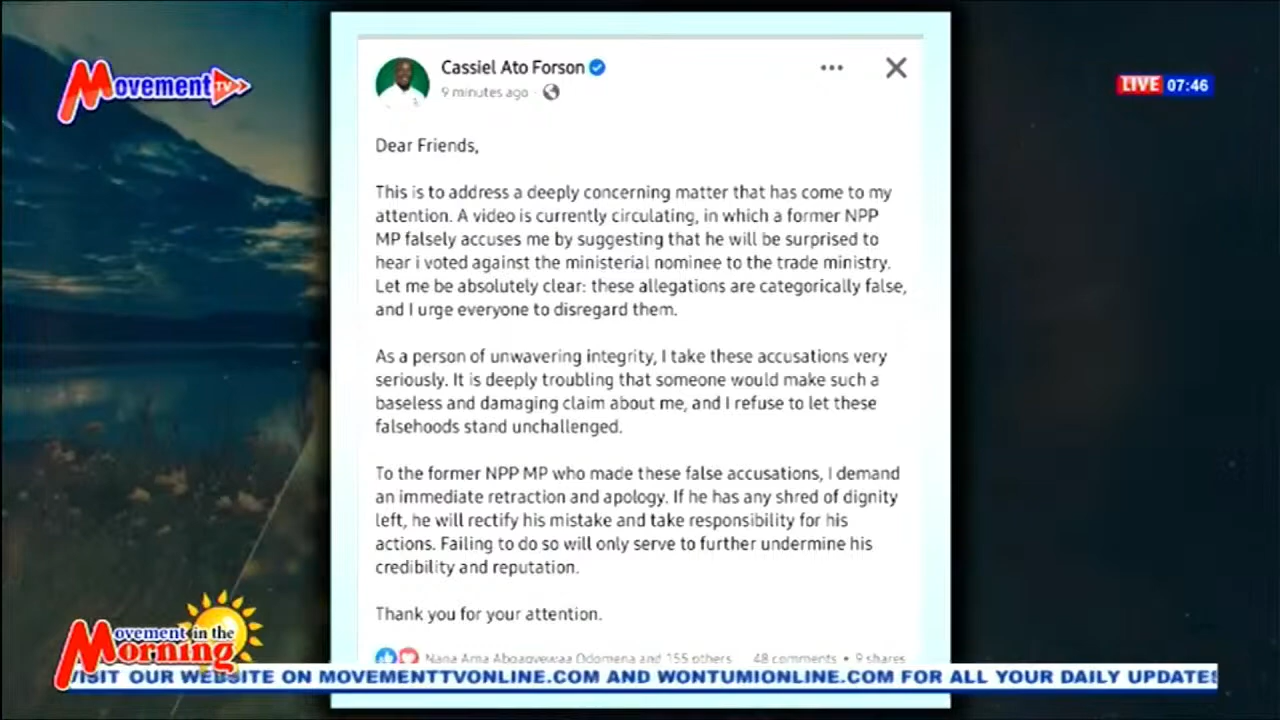 Movement TV
LIVE 07:46
Cassiel Ato Forson
9 minutes ago
Dear Friends,
This is to address a deeply concerning matter that has come to my
attention. A video is currently circulating, in which a former NPP
MP falsely accuses me by suggesting that he will be surprised to
hear i voted against the ministerial nominee to the trade ministry.
Let me be absolutely clear: these allegations are categorically false,
and I urge everyone to disregard them.
As a person of unwavering integrity, I take these accusations very
seriously. It is deeply troubling that someone would make such a
baseless and damaging claim about me, and I refuse to let these
falsehoods stand unchallenged.
To the former NPP MP who made these false accusations, I demand
an immediate retraction and apology. If he has any shred of dignity
left, he will rectify his mistake and take responsibility for his
actions. Failing to do so will only serve to further undermine his
credibility and reputation.
Thank you for your attention.
Nana Ama Aboagyewaa Odomena and 155 others 48 comments • 9 shares
Movement in the
Morning
VISIT OUR WEBSITE ON MOVEMENTTVONLINE.COM AND WONTUMIONLINE.COM FOR ALL YOUR DAILY UPDATES